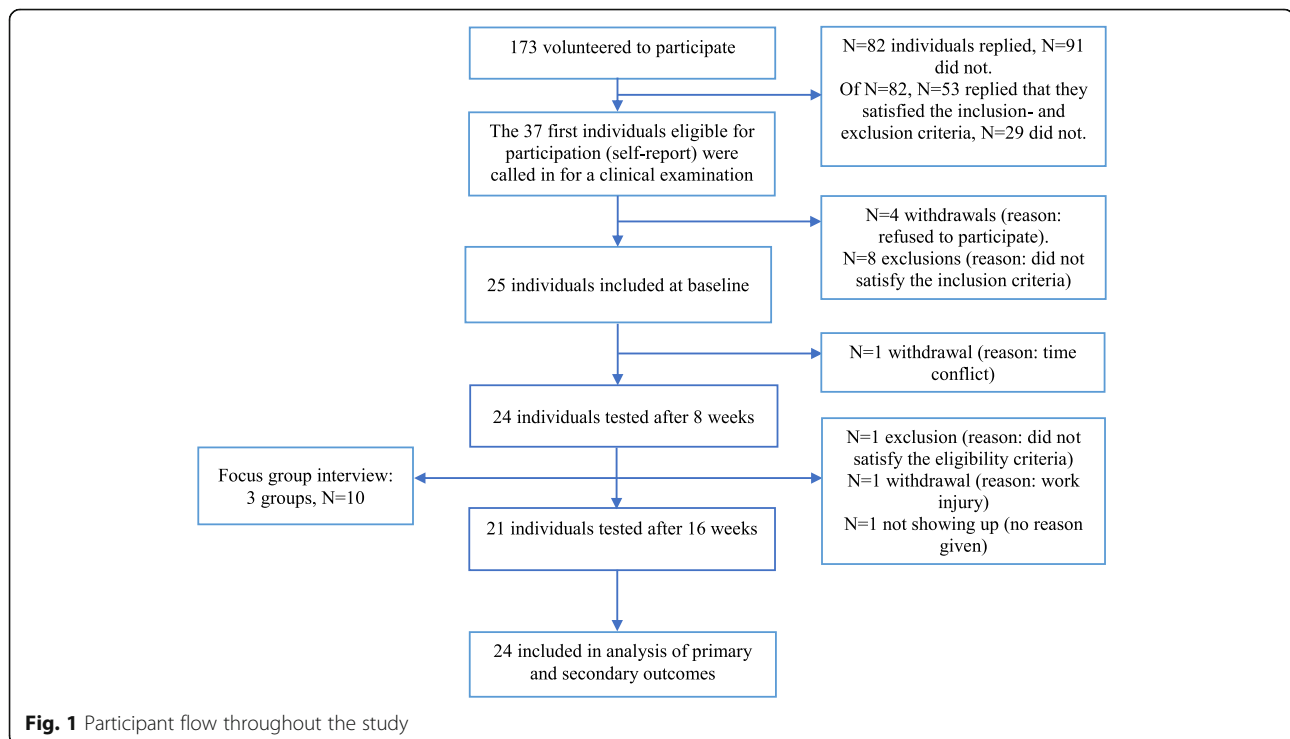 173 volunteered to participate
N=82 individuals replied, N=91
did not.
Of N=82, N=53 replied that they
satisfied the inclusion- and
exclusion criteria, N=29 did not.
The 37 first individuals eligible for
participation (self-report) were
called in for a clinical examination
N=4 withdrawals (reason:
refused to participate).
N=8 exclusions (reason: did not
satisfy the inclusion criteria)
25 individuals included at baseline
N=1 withdrawal (reason: time
conflict)
24 individuals tested after 8 weeks
Focus group interview:
3 groups, N=10
N=1 exclusion (reason: did not
satisfy the eligibility criteria)
N=1 withdrawal (reason: work
injury)
N=1 not showing up (no reason
given)
21 individuals tested after 16 weeks
24 included in analysis of primary
and secondary outcomes
Fig. 1 Participant flow throughout the study